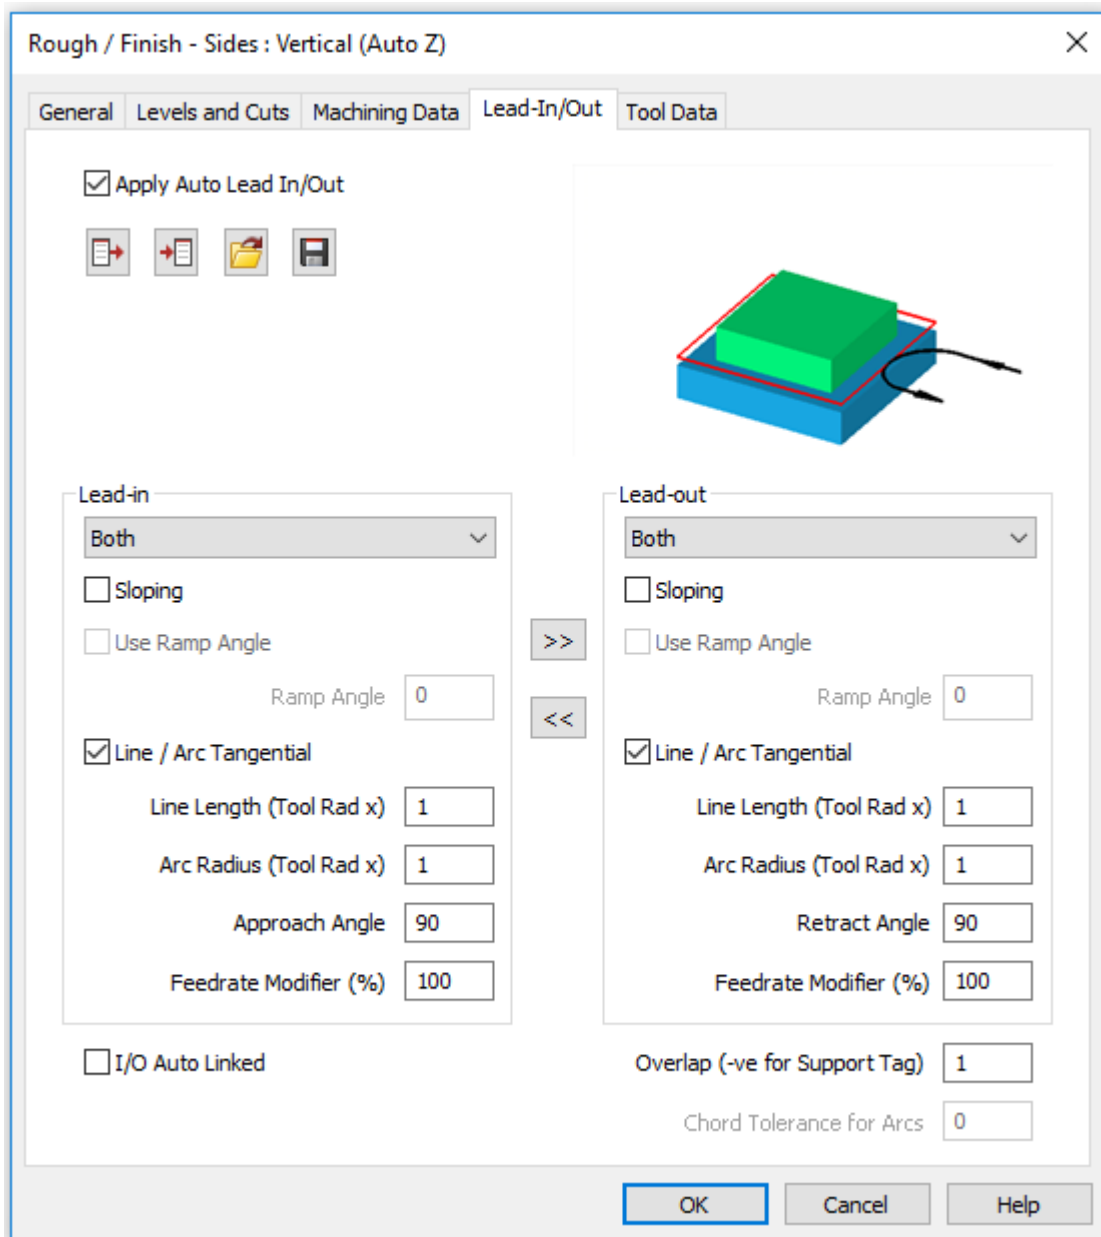 Rough / Finish - Sides : Vertical (Auto Z)
General Levels and Cuts Machining Data Lead-In/Out Tool Data
Apply Auto Lead In/Out
Lead-in
Both
Sloping
Use Ramp Angle
Ramp Angle 0
Line / Arc Tangential
Line Length (Tool Rad x) 1
Arc Radius (Tool Rad x) 1
Approach Angle 90
Feedrate Modifier (%) 100
I/O Auto Linked
>>
<<
Lead-out
Both
Sloping
Use Ramp Angle
Ramp Angle 0
Line / Arc Tangential
Line Length (Tool Rad x) 1
Arc Radius (Tool Rad x) 1
Retract Angle 90
Feedrate Modifier (%) 100
Overlap (-ve for Support Tag) 1
Chord Tolerance for Arcs 0
OK Cancel Help